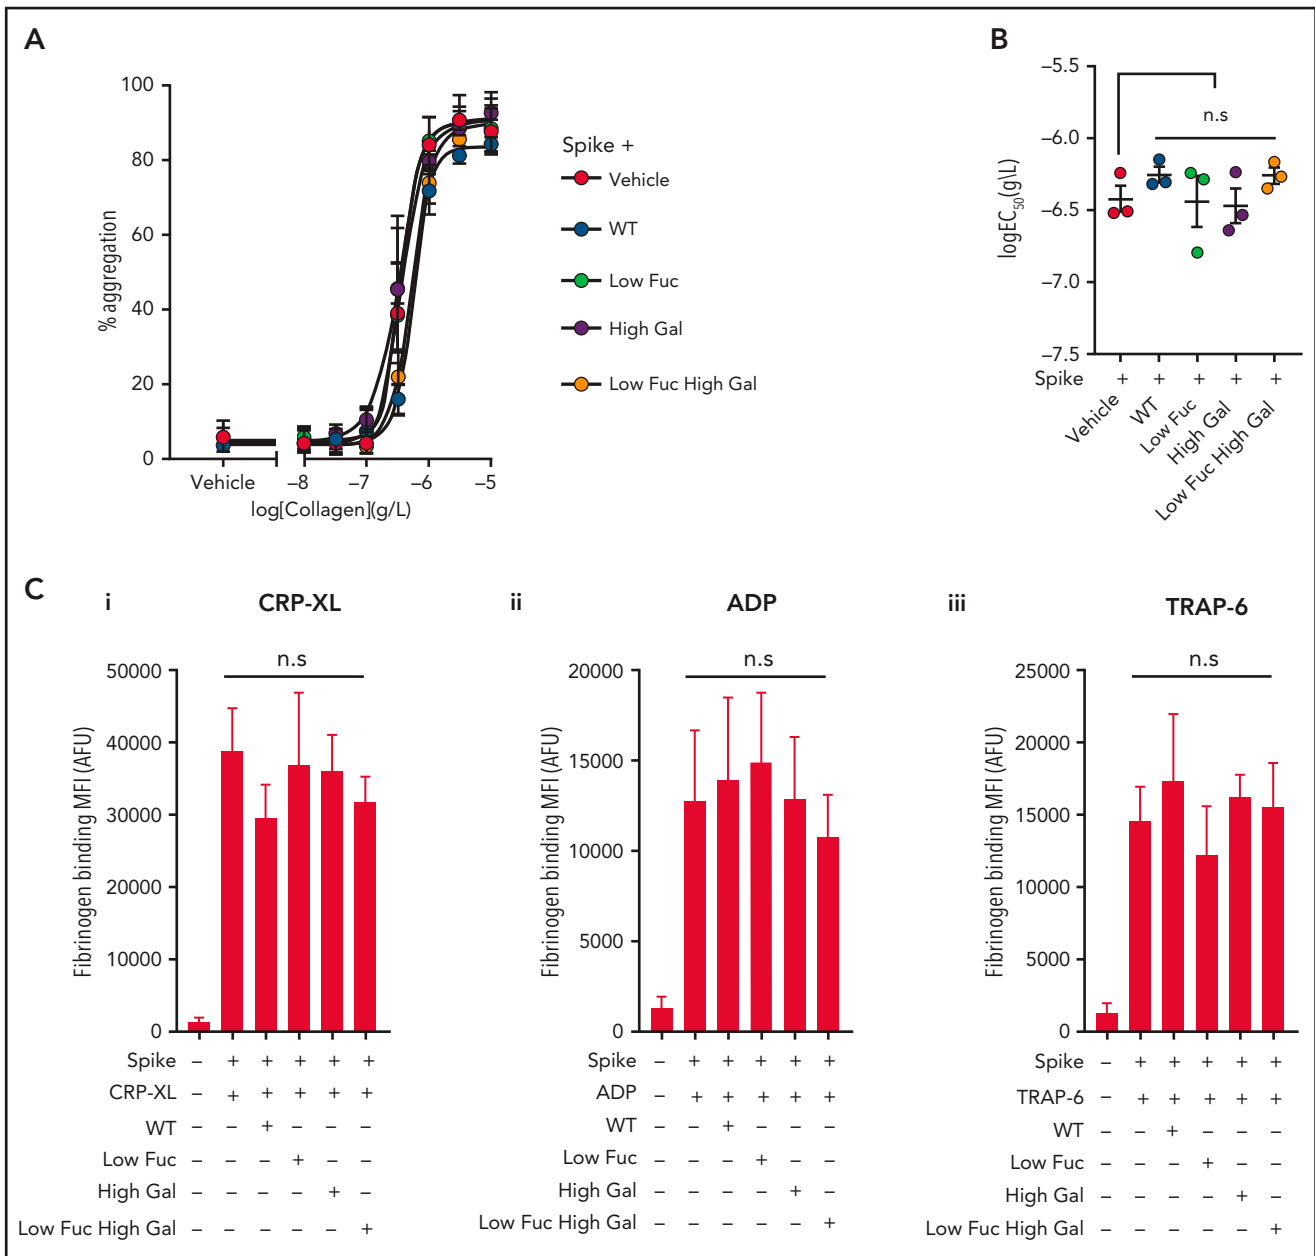 A
% aggregation
100
80
60
40
20
0
Vehicle
–8
–7
–6
–5
log[Collagen](g/L)
Spike +
Vehicle
WT
Low Fuc
High Gal
Low Fuc High Gal
B
logEC50(g\L)
–5.5
–6.0
–6.5
–7.0
–7.5
n.s
Spike + + + + +
Vehicle
WT
Low Fuc
High Gal
Low Fuc High Gal
C
i
CRP-XL
n.s
Fibrinogen binding MFI (AFU)
50000
40000
30000
20000
10000
0
Spike – + + + + +
CRP-XL – + + + + +
WT – – + – – –
Low Fuc – – – + – –
High Gal – – – – + –
Low Fuc High Gal – – – – – +
ii
ADP
n.s
Fibrinogen binding MFI (AFU)
20000
15000
10000
5000
0
Spike – + + + + +
ADP – + + + + +
WT – – + – – –
Low Fuc – – – + – –
High Gal – – – – + –
Low Fuc High Gal – – – – – +
iii
TRAP-6
n.s
Fibrinogen binding MFI (AFU)
25000
20000
15000
10000
5000
0
Spike – + + + + +
TRAP-6 – + + + + +
WT – – + – – –
Low Fuc – – – + – –
High Gal – – – – + –
Low Fuc High Gal – – – – – +